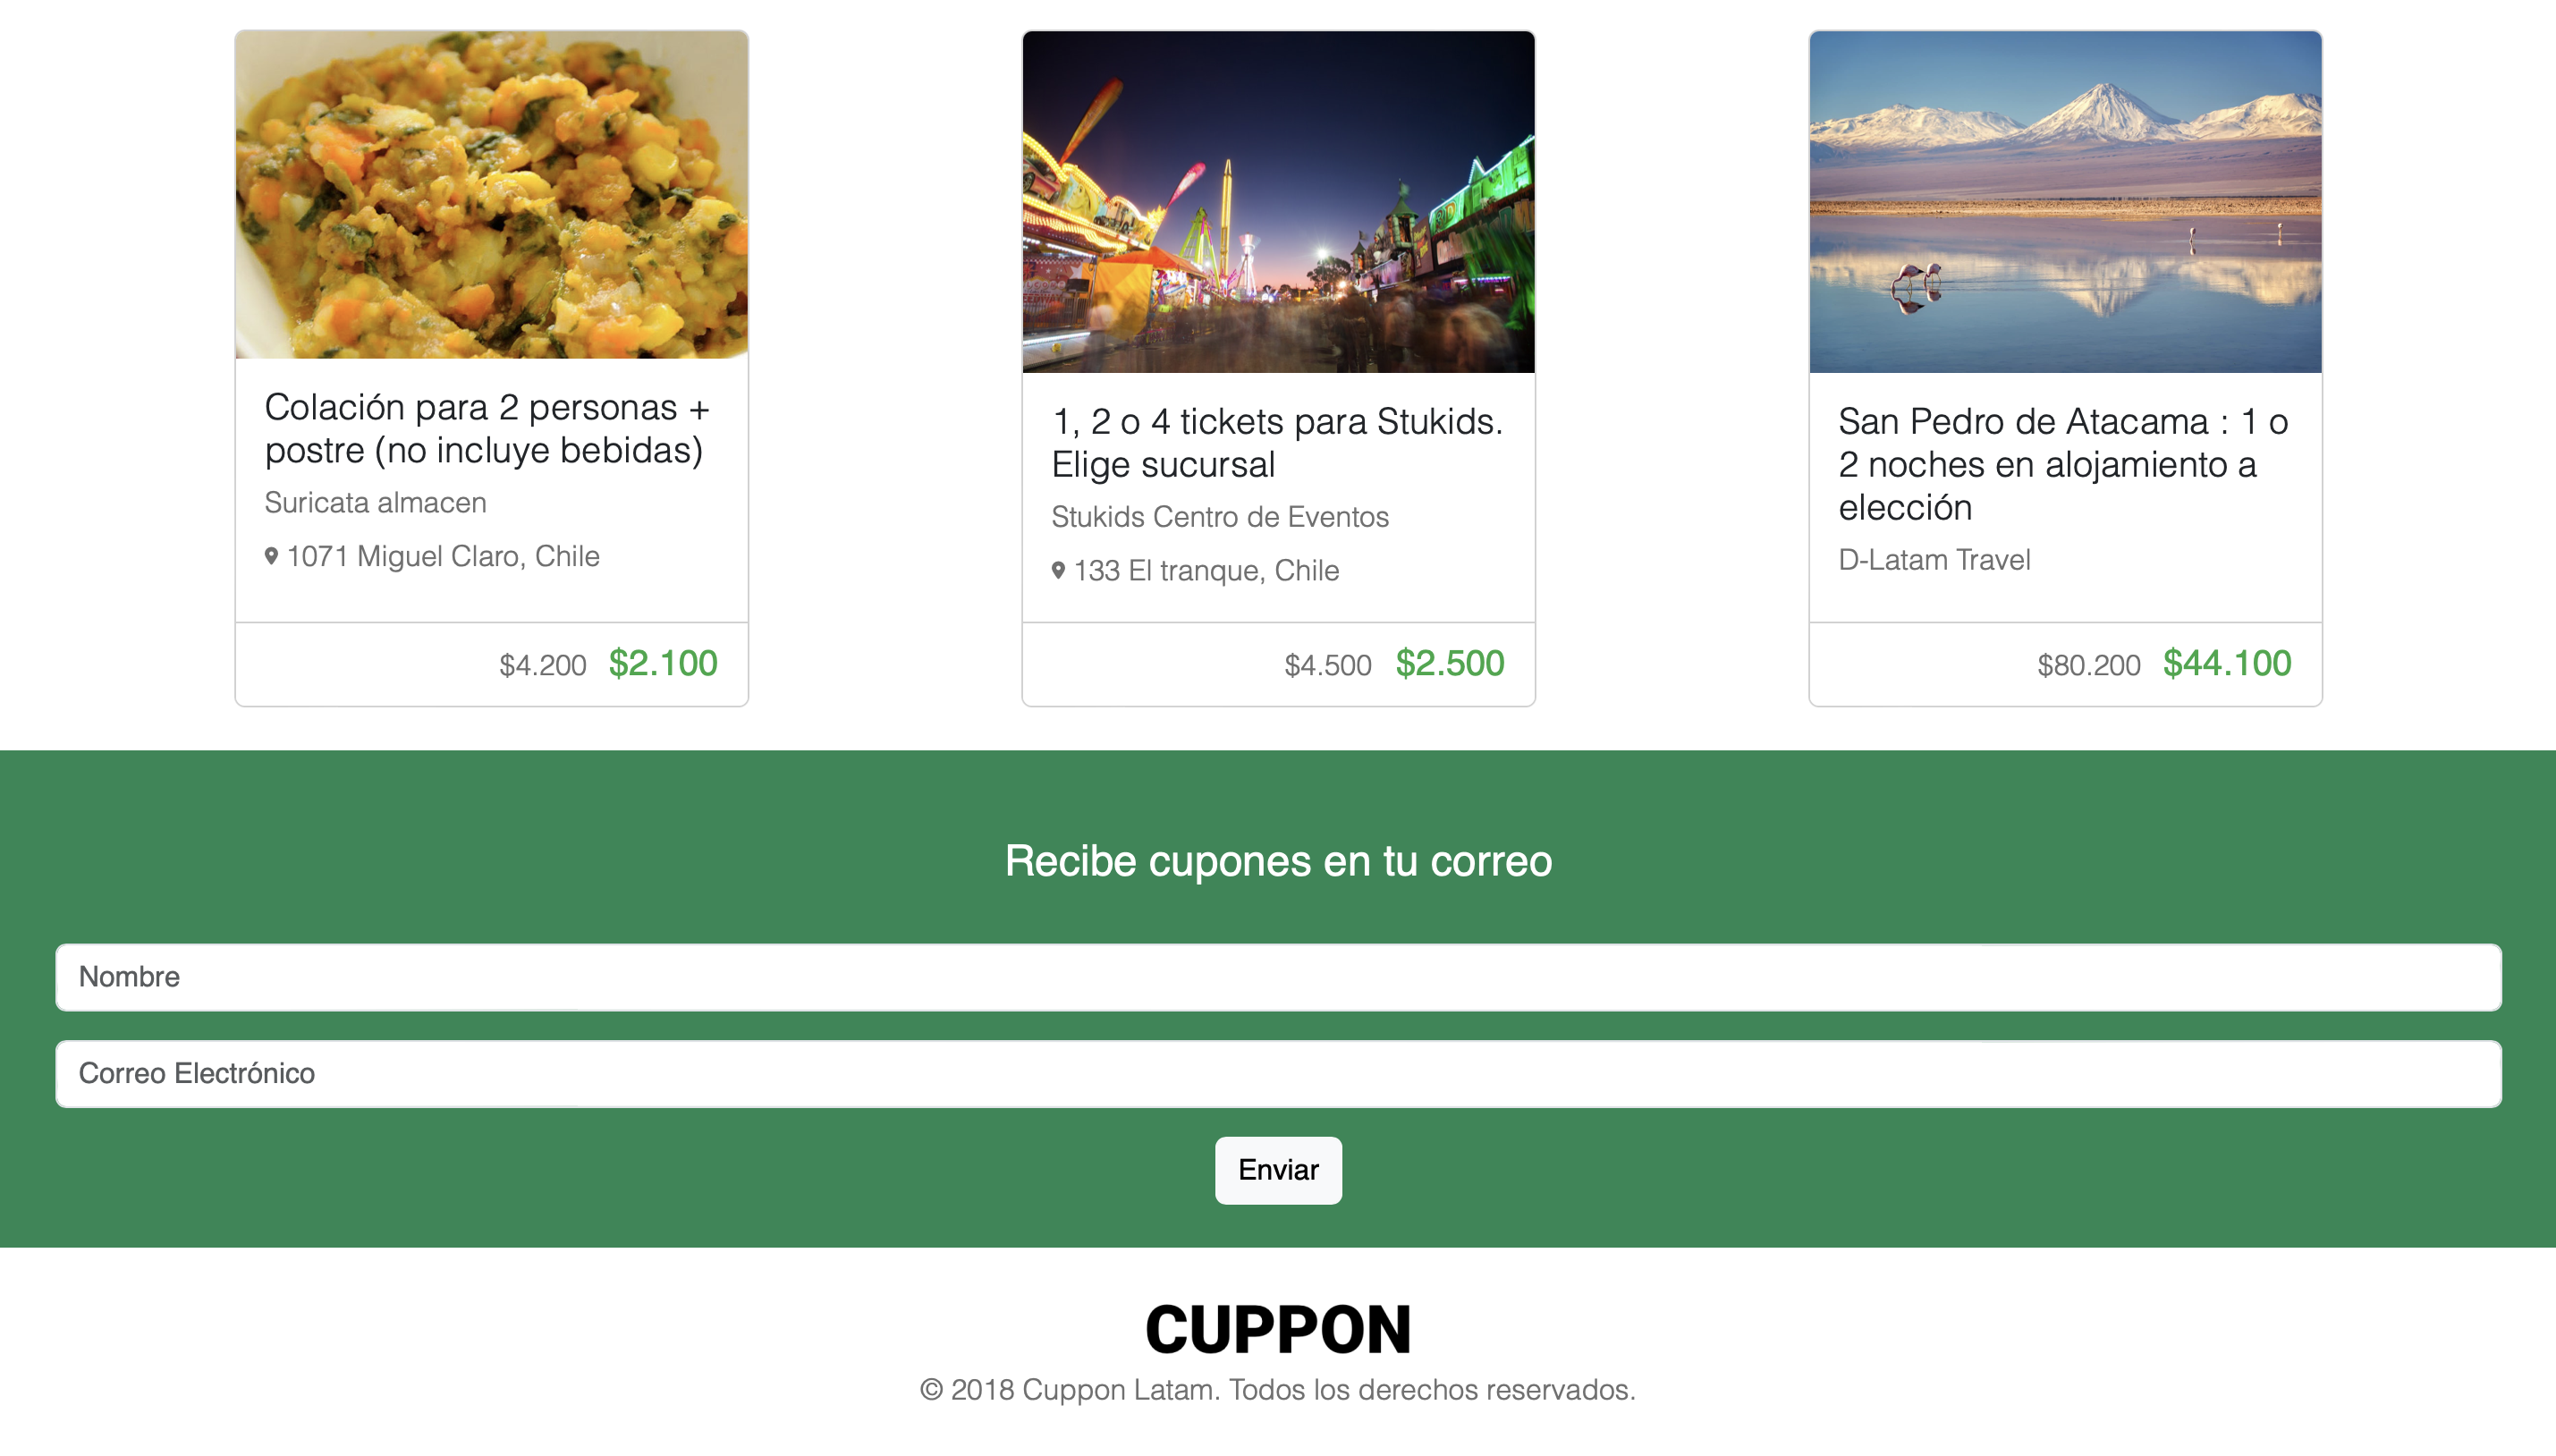 Colación para 2 personas +
postre (no incluye bebidas)
Suricata almacen
1071 Miguel Claro, Chile
$4.200 $2.100
1, 2 o 4 tickets para Stukids.
Elige sucursal
Stukids Centro de Eventos
133 El tranque, Chile
$4.500 $2.500
San Pedro de Atacama : 1 o
2 noches en alojamiento a
elección
D-Latam Travel
$80.200 $44.100
Recibe cupones en tu correo
Nombre
Correo Electrónico
Enviar
CUPPON
© 2018 Cuppon Latam. Todos los derechos reservados.